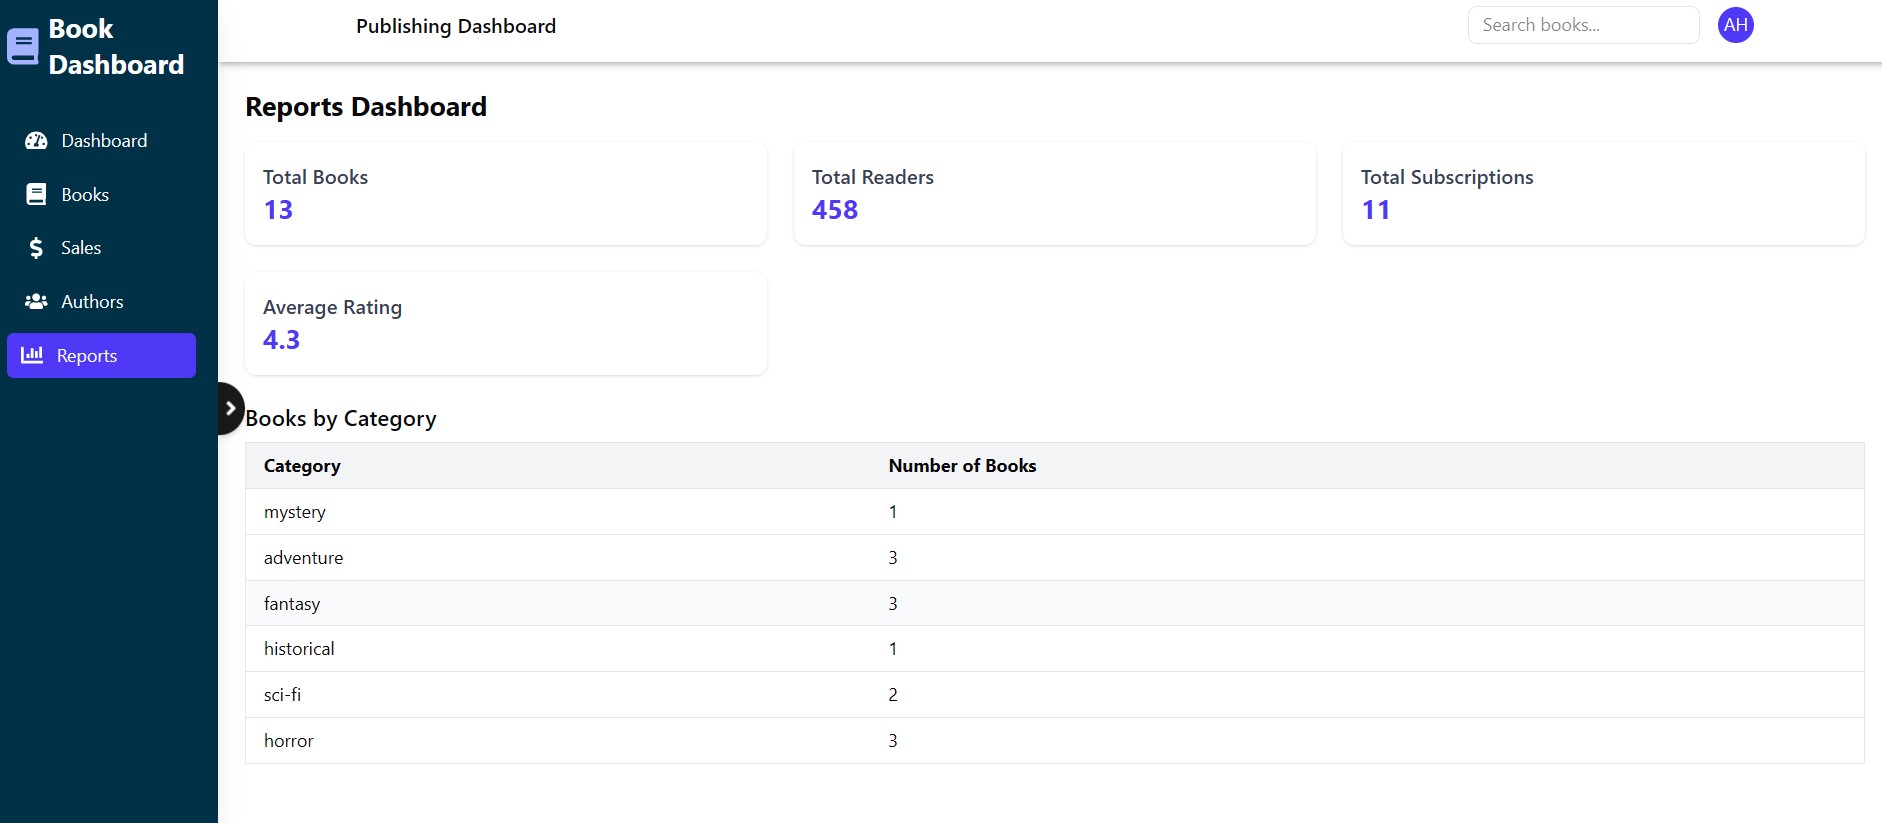 Book
Dashboard
Publishing Dashboard
Search books...
AH
Dashboard
Books
Sales
Authors
Reports
Reports Dashboard
Total Books
13
Total Readers
458
Total Subscriptions
11
Average Rating
4.3
Books by Category
Category Number of Books
mystery 1
adventure 3
fantasy 3
historical 1
sci-fi 2
horror 3